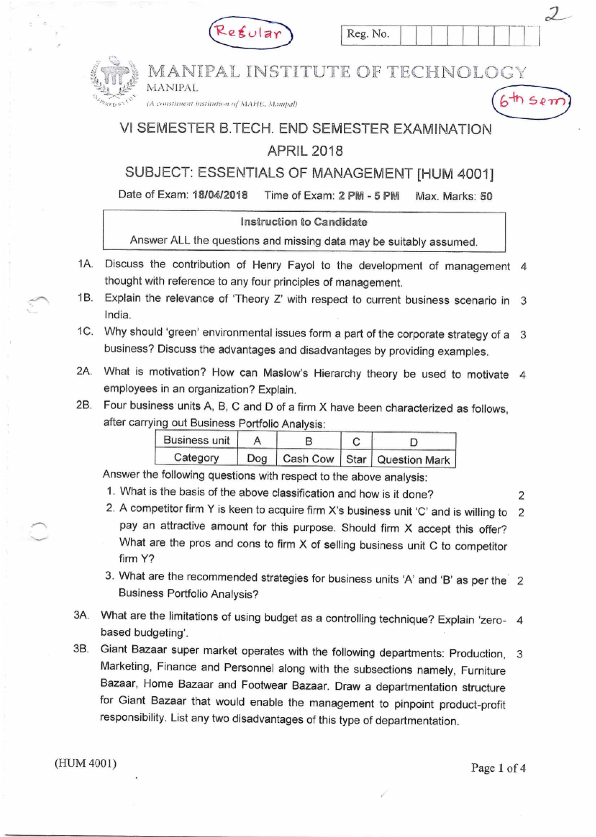 2
Regular
Reg. No.
MANIPAL INSTITUTE OF TECHNOLOGY
MANIPAL
(A constituent institution of MAHE, Manipal)
6th sem
VI SEMESTER B.TECH. END SEMESTER EXAMINATION
APRIL 2018
SUBJECT: ESSENTIALS OF MANAGEMENT [HUM 4001]
Date of Exam: 18/04/2018 Time of Exam: 2 PM - 5 PM Max. Marks: 50
Instruction to Candidate
Answer ALL the questions and missing data may be suitably assumed.
1A. Discuss the contribution of Henry Fayol to the development of management 4
thought with reference to any four principles of management.
1B. Explain the relevance of 'Theory Z' with respect to current business scenario in 3
India.
1C. Why should 'green' environmental issues form a part of the corporate strategy of a 3
business? Discuss the advantages and disadvantages by providing examples.
2A. What is motivation? How can Maslow's Hierarchy theory be used to motivate 4
employees in an organization? Explain.
2B. Four business units A, B, C and D of a firm X have been characterized as follows,
after carrying out Business Portfolio Analysis:
Business unit A B C D
Category Dog Cash Cow Star Question Mark
Answer the following questions with respect to the above analysis:
1. What is the basis of the above classification and how is it done? 2
2. A competitor firm Y is keen to acquire firm X's business unit 'C' and is willing to 2
pay an attractive amount for this purpose. Should firm X accept this offer?
What are the pros and cons to firm X of selling business unit C to competitor
firm Y?
3. What are the recommended strategies for business units 'A' and 'B' as per the 2
Business Portfolio Analysis?
3A. What are the limitations of using budget as a controlling technique? Explain 'zero- 4
based budgeting'.
3B. Giant Bazaar super market operates with the following departments: Production, 3
Marketing, Finance and Personnel along with the subsections namely, Furniture
Bazaar, Home Bazaar and Footwear Bazaar. Draw a departmentation structure
for Giant Bazaar that would enable the management to pinpoint product-profit
responsibility. List any two disadvantages of this type of departmentation.
(HUM 4001) Page 1 of 4